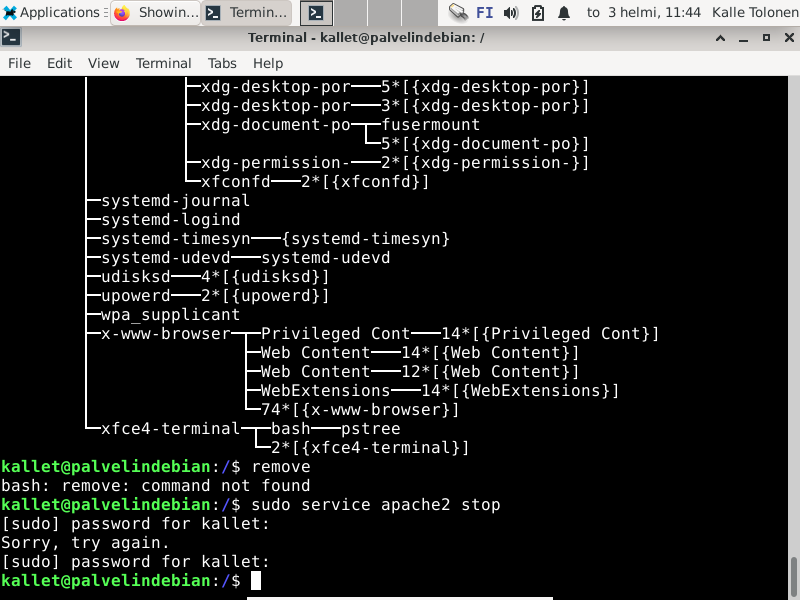 Applications Showin... Termin... FI to 3 helmi, 11:44 Kalle Tolonen
Terminal - kallet@palvelindebian: /
File Edit View Terminal Tabs Help
├─xdg-desktop-por───5*[{xdg-desktop-por}]
├─xdg-desktop-por───3*[{xdg-desktop-por}]
├─xdg-document-po─┬─fusermount
└─5*[{xdg-document-po}]
├─xdg-permission-───2*[{xdg-permission-}]
└─xfconfd───2*[{xfconfd}]
├─systemd-journal
├─systemd-logind
├─systemd-timesyn───{systemd-timesyn}
├─systemd-udevd───systemd-udevd
├─udisksd───4*[{udisksd}]
├─upowerd───2*[{upowerd}]
├─wpa_supplicant
├─x-www-browser─┬─Privileged Cont───14*[{Privileged Cont}]
├─Web Content───14*[{Web Content}]
├─Web Content───12*[{Web Content}]
├─WebExtensions───14*[{WebExtensions}]
└─74*[{x-www-browser}]
└─xfce4-terminal─┬─bash───pstree
└─2*[{xfce4-terminal}]
kallet@palvelindebian:/$ remove
bash: remove: command not found
kallet@palvelindebian:/$ sudo service apache2 stop
[sudo] password for kallet:
Sorry, try again.
[sudo] password for kallet:
kallet@palvelindebian:/$